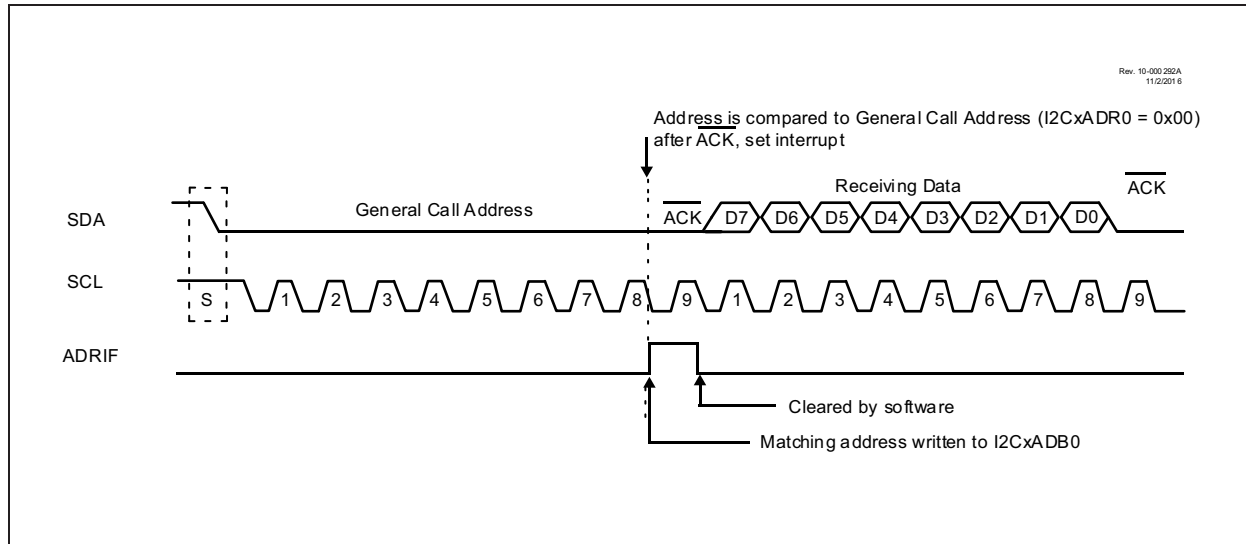 Rev. 10-000 292A
11/2/2016
Address is compared to General Call Address (I2CxADR0 = 0x00)
after ACK, set interrupt
Receiving Data
ACK
SDA
General Call Address
ACK
D7 D6 D5 D4 D3 D2 D1 D0
SCL
S
1 2 3 4 5 6 7 8 9 1 2 3 4 5 6 7 8 9
ADRIF
Cleared by software
Matching address written to I2CxADB0